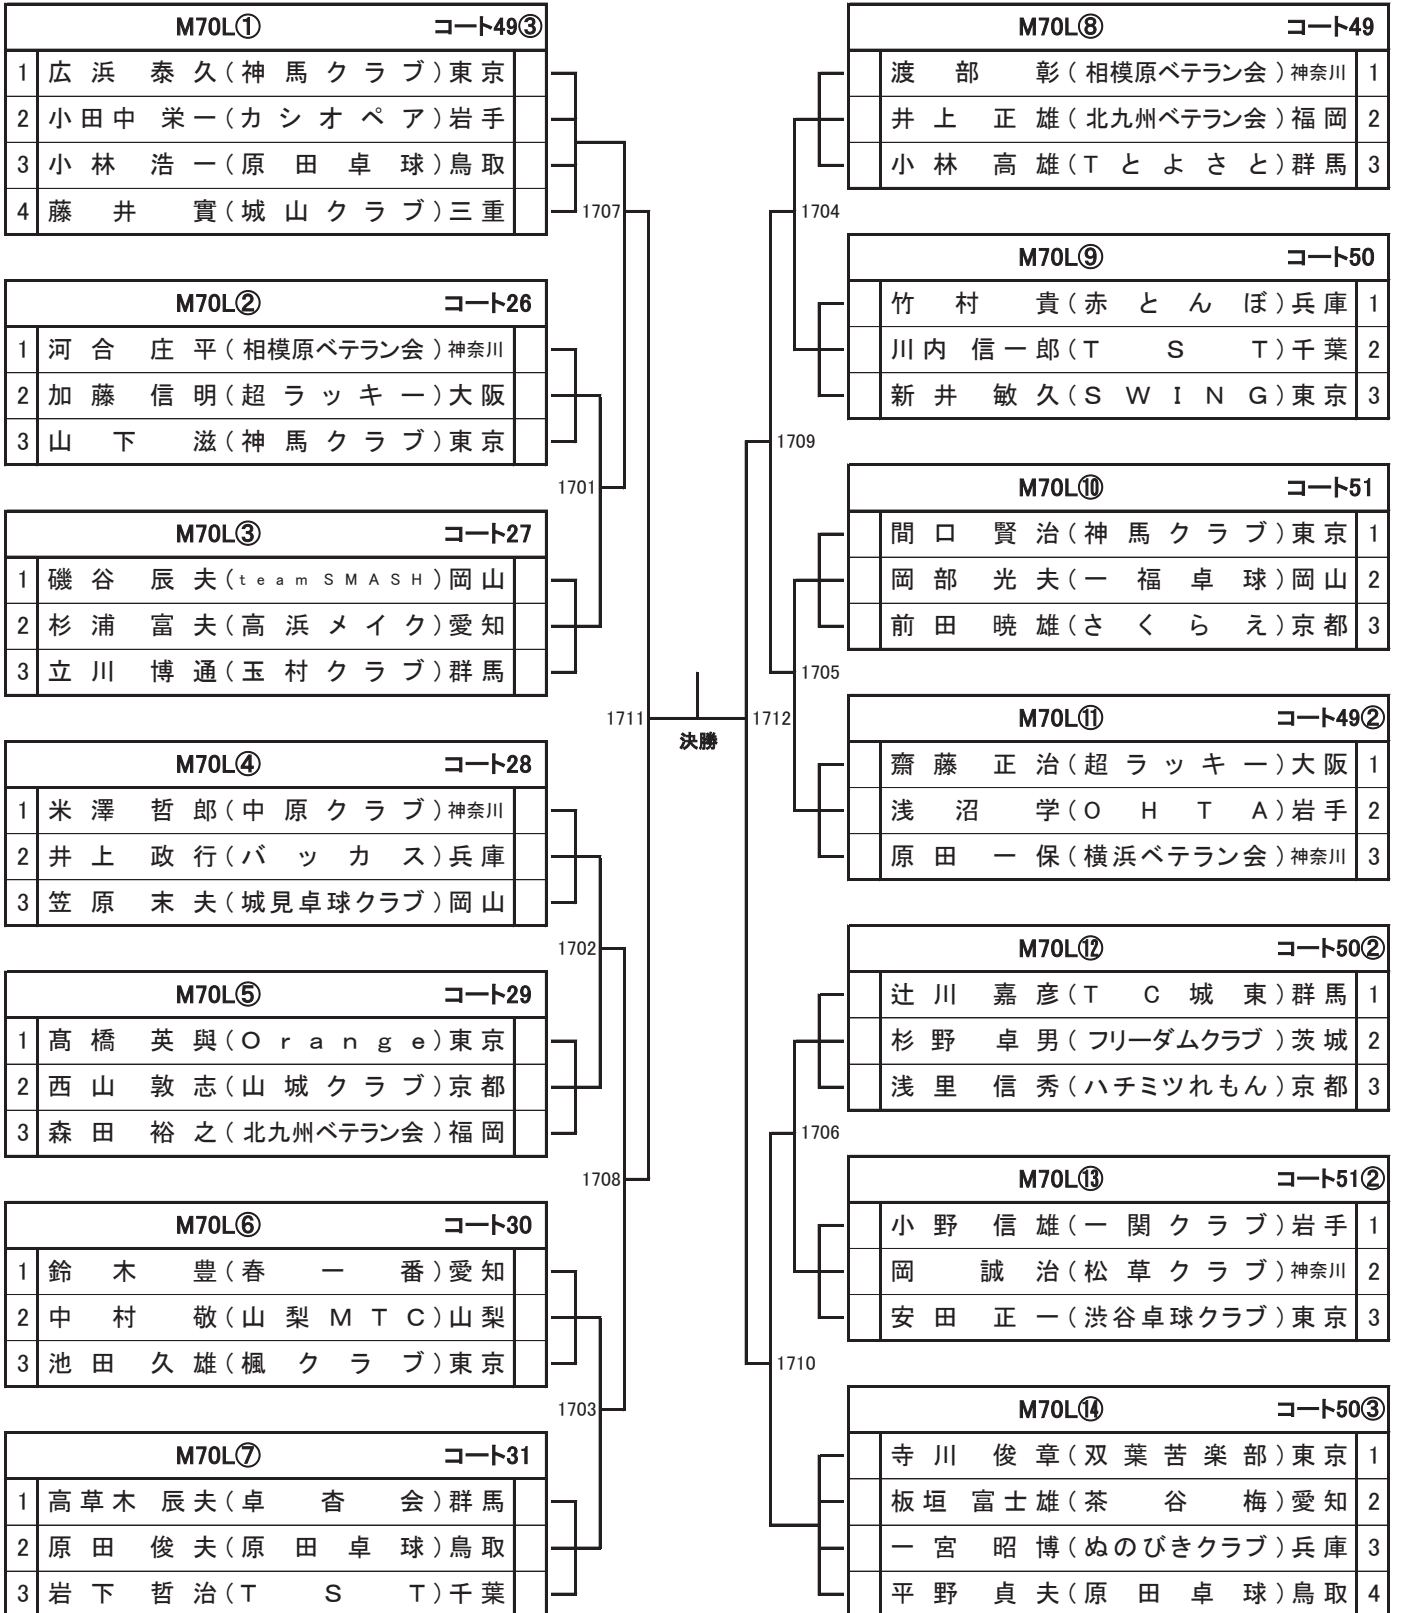 M70L① コート49③
1 広浜 泰久(神馬クラブ)東京
2 小田中 栄一(カシオペア)岩手
3 小林 浩一(原田卓球)鳥取
4 藤井 實(城山クラブ)三重
1707
M70L② コート26
1 河合 庄平(相模原ベテラン会)神奈川
2 加藤 信明(超ラッキー)大阪
3 山下 滋(神馬クラブ)東京
1701
M70L③ コート27
1 磯谷 辰夫(team SMASH)岡山
2 杉浦 富夫(高浜メイク)愛知
3 立川 博通(玉村クラブ)群馬
1711
M70L④ コート28
1 米澤 哲郎(中原クラブ)神奈川
2 井上 政行(バッカス)兵庫
3 笠原 末夫(城見卓球クラブ)岡山
1702
M70L⑤ コート29
1 髙橋 英與(Orange)東京
2 西山 敦志(山城クラブ)京都
3 森田 裕之(北九州ベテラン会)福岡
1708
M70L⑥ コート30
1 鈴木 豊(春一番)愛知
2 中村 敬(山梨MTC)山梨
3 池田 久雄(楓クラブ)東京
1703
M70L⑦ コート31
1 高草木 辰夫(卓杳会)群馬
2 原田 俊夫(原田卓球)鳥取
3 岩下 哲治(TST)千葉
決勝
M70L⑧ コート49
渡部 彰(相模原ベテラン会)神奈川 1
井上 正雄(北九州ベテラン会)福岡 2
小林 高雄(Tとよさと)群馬 3
1704
M70L⑨ コート50
竹村 貴(赤とんぼ)兵庫 1
川内 信一郎(TST)千葉 2
新井 敏久(SWING)東京 3
1709
M70L⑩ コート51
間口 賢治(神馬クラブ)東京 1
岡部 光夫(一福卓球)岡山 2
前田 暁雄(さくらえ)京都 3
1705
1712
M70L⑪ コート49②
齋藤 正治(超ラッキー)大阪 1
浅沼 学(OHTA)岩手 2
原田 一保(横浜ベテラン会)神奈川 3
M70L⑫ コート50②
辻川 嘉彦(TC城東)群馬 1
杉野 卓男(フリーダムクラブ)茨城 2
浅里 信秀(ハチミツれもん)京都 3
1706
M70L⑬ コート51②
小野 信雄(一関クラブ)岩手 1
岡 誠治(松草クラブ)神奈川 2
安田 正一(渋谷卓球クラブ)東京 3
1710
M70L⑭ コート50③
寺川 俊章(双葉苦楽部)東京 1
板垣 富士雄(茶谷梅)愛知 2
一宮 昭博(ぬのびきクラブ)兵庫 3
平野 貞夫(原田卓球)鳥取 4